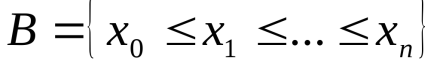 B = { x₀ ≤ x₁ ≤ … ≤ xₙ }